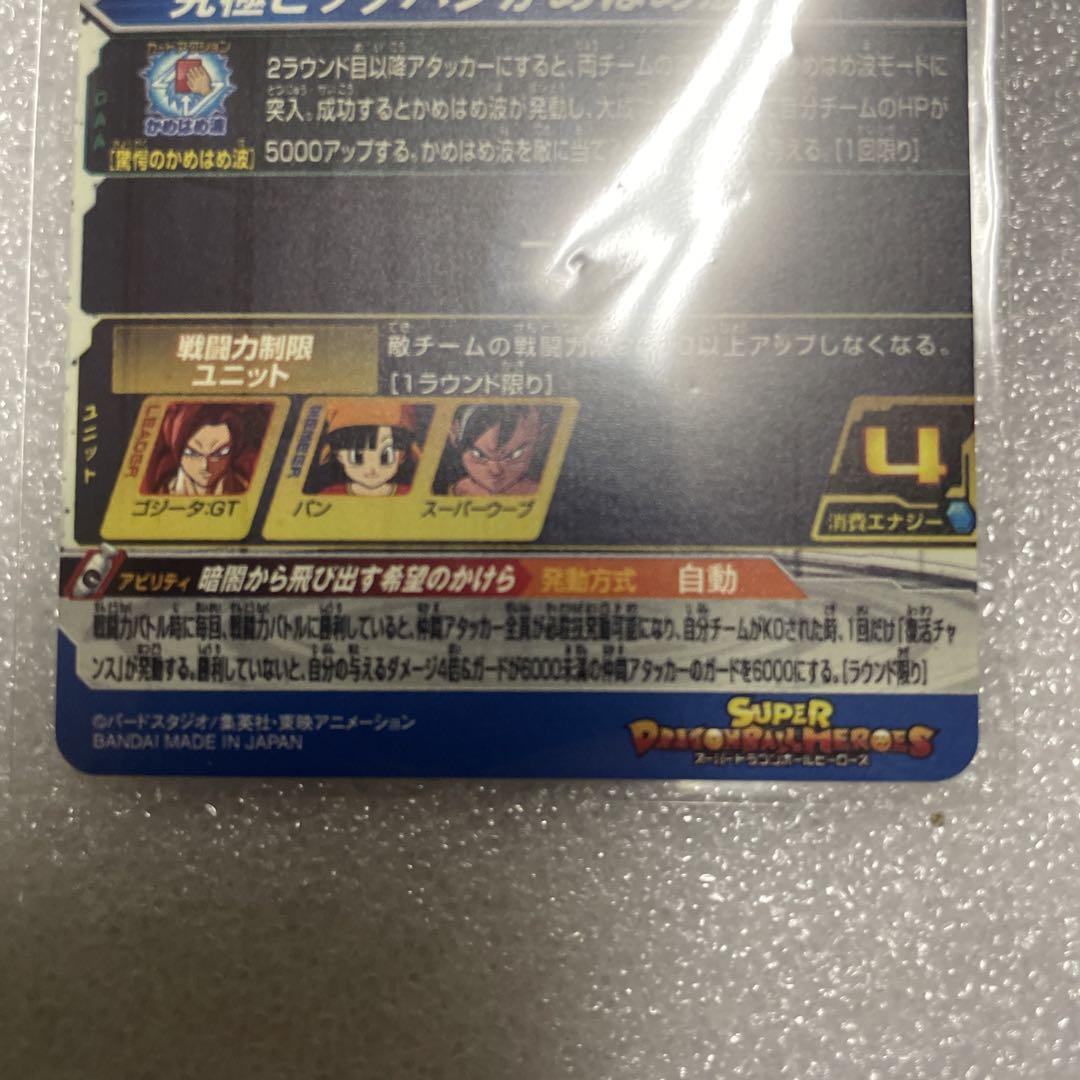 究極ビッグバンかめはめ波
カードアクション
かめはめ波
[驚愕のかめはめ波]
CAA
2ラウンド目以降アタッカーにすると、両チームの
めはめ波モードに
突入。成功するとかめはめ波が発動し、大
自分チームのHPが
5000アップする。かめはめ波を敵に当て
える。[1回限り]
ー
戦闘力制限
ユニット
敵チームの戦闘力
以上アップしなくなる。
[1ラウンド限り]
ユニット
LEADER
ゴジータ:GT
MEMBER
パン
スーパーウーブ
4
消費エナジー
アビリティ 暗闇から飛び出す希望のかけら 発動方式 自動
戦闘力バトル時に毎回、戦闘力バトルに勝利していると、仲間アタッカー全員が必殺技発動可能になり、自分チームがKOされた時、1回だけ「復活チャ
ンス」が発動する。勝利していないと、自分の与えるダメージ4倍&ガードが6000未満の仲間アタッカーのガードを6000にする。[ラウンド限り]
©バードスタジオ/集英社・東映アニメーション
BANDAI MADE IN JAPAN
SUPER
DRAGONBALL HEROES
スーパードラゴンボールヒーローズ